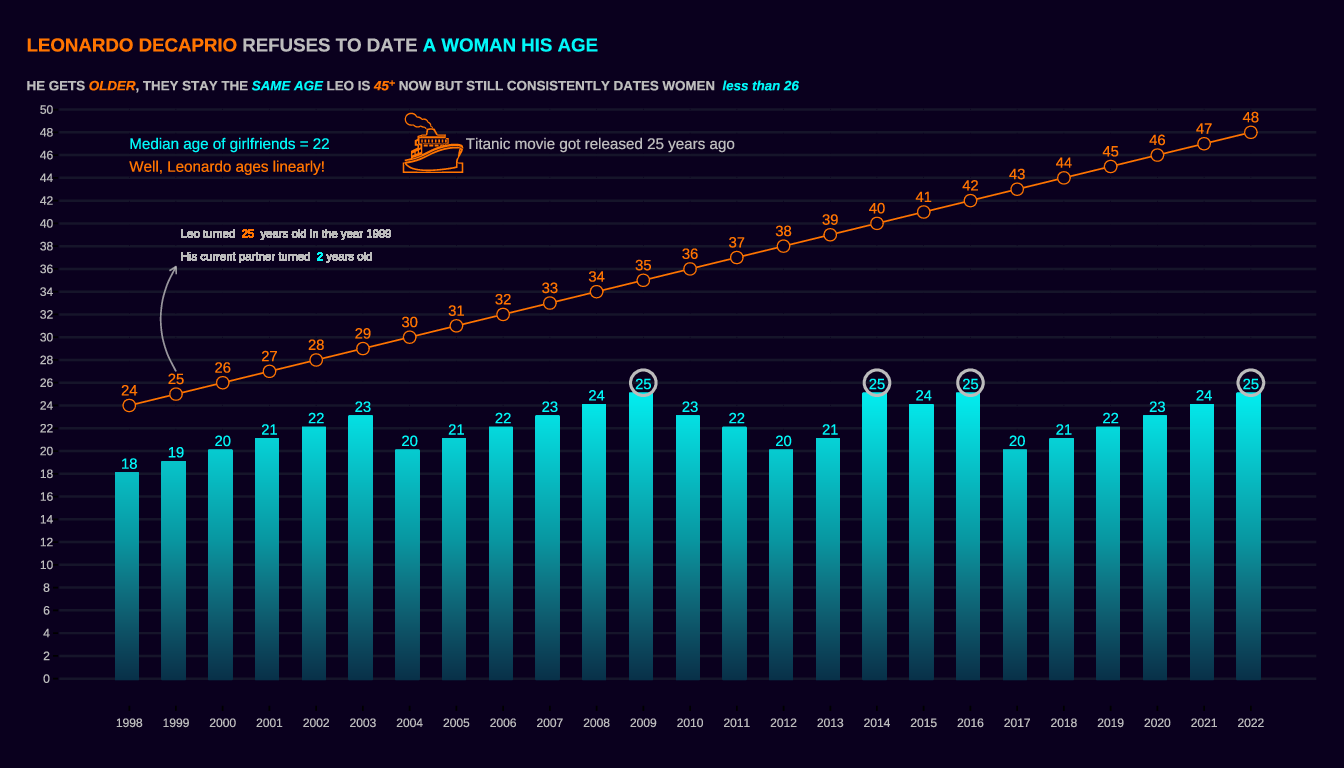 LEONARDO DECAPRIO REFUSES TO DATE A WOMAN HIS AGE
HE GETS OLDER, THEY STAY THE SAME AGE LEO IS 45+ NOW BUT STILL CONSISTENTLY DATES WOMEN less than 26
50
48
46
44
42
40
38
36
34
32
30
28
26
24
22
20
18
16
14
12
10
8
6
4
2
0
Median age of girlfriends = 22
Well, Leonardo ages linearly!
Titanic movie got released 25 years ago
Leo turned 25 years old in the year 1999
His current partner turned 2 years old
24 25 26 27 28 29 30 31 32 33 34 35 36 37 38 39 40 41 42 43 44 45 46 47 48
18 19 20 21 22 23 20 21 22 23 24 25 23 22 20 21 25 24 25 20 21 22 23 24 25
1998 1999 2000 2001 2002 2003 2004 2005 2006 2007 2008 2009 2010 2011 2012 2013 2014 2015 2016 2017 2018 2019 2020 2021 2022